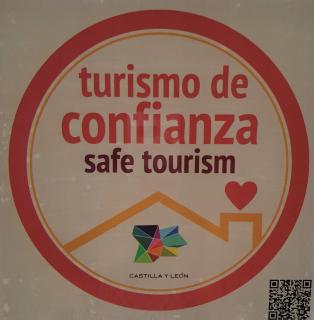 turismo de
confianza
safe tourism
CASTILLA Y LEÓN